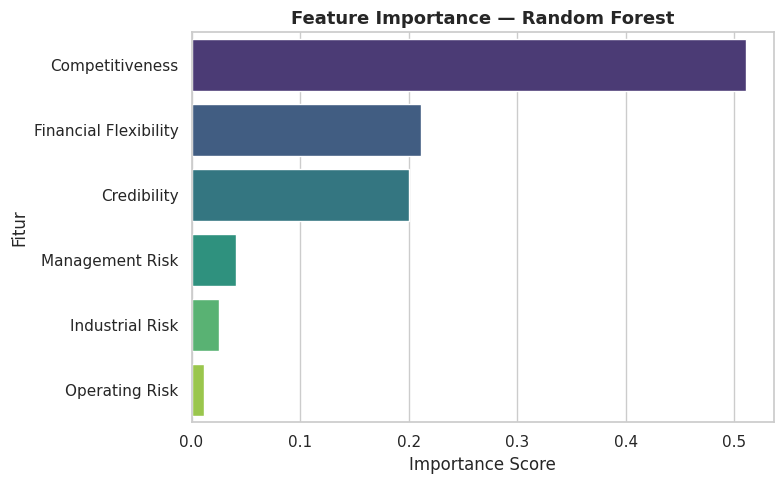 Feature Importance — Random Forest
Competitiveness
Financial Flexibility
Credibility
Management Risk
Industrial Risk
Operating Risk
Fitur
0.0 0.1 0.2 0.3 0.4 0.5
Importance Score